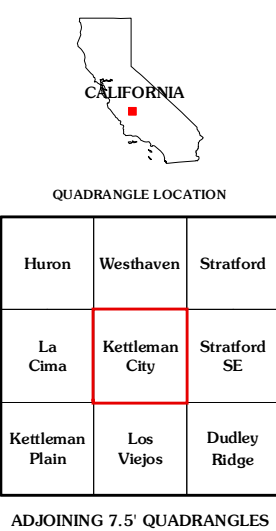 CALIFORNIA
QUADRANGLE LOCATION
Huron
Westhaven
Stratford
La
Cima
Kettleman
City
Stratford
SE
Kettleman
Plain
Los
Viejos
Dudley
Ridge
ADJOINING 7.5' QUADRANGLES